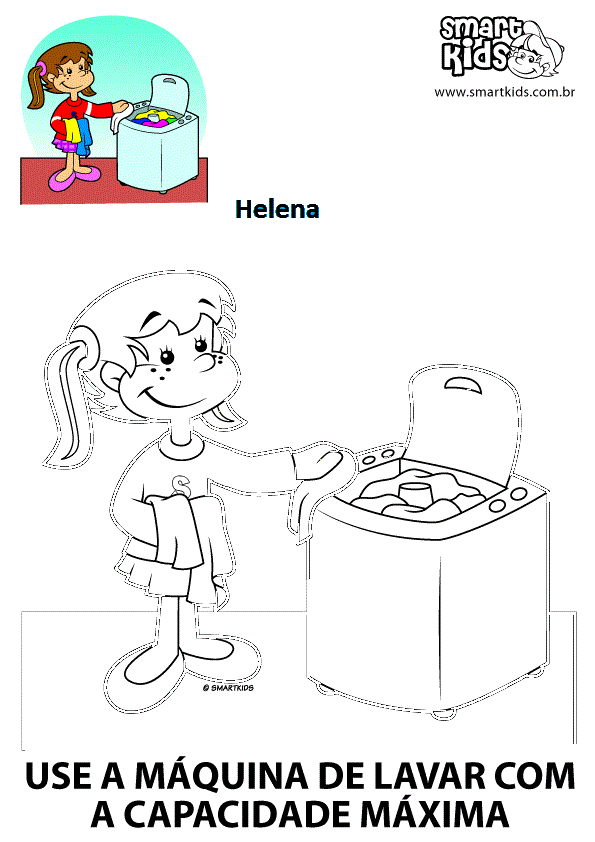 smart
kids
www.smartkids.com.br
Helena
S
© SMARTKIDS
USE A MÁQUINA DE LAVAR COM
A CAPACIDADE MÁXIMA